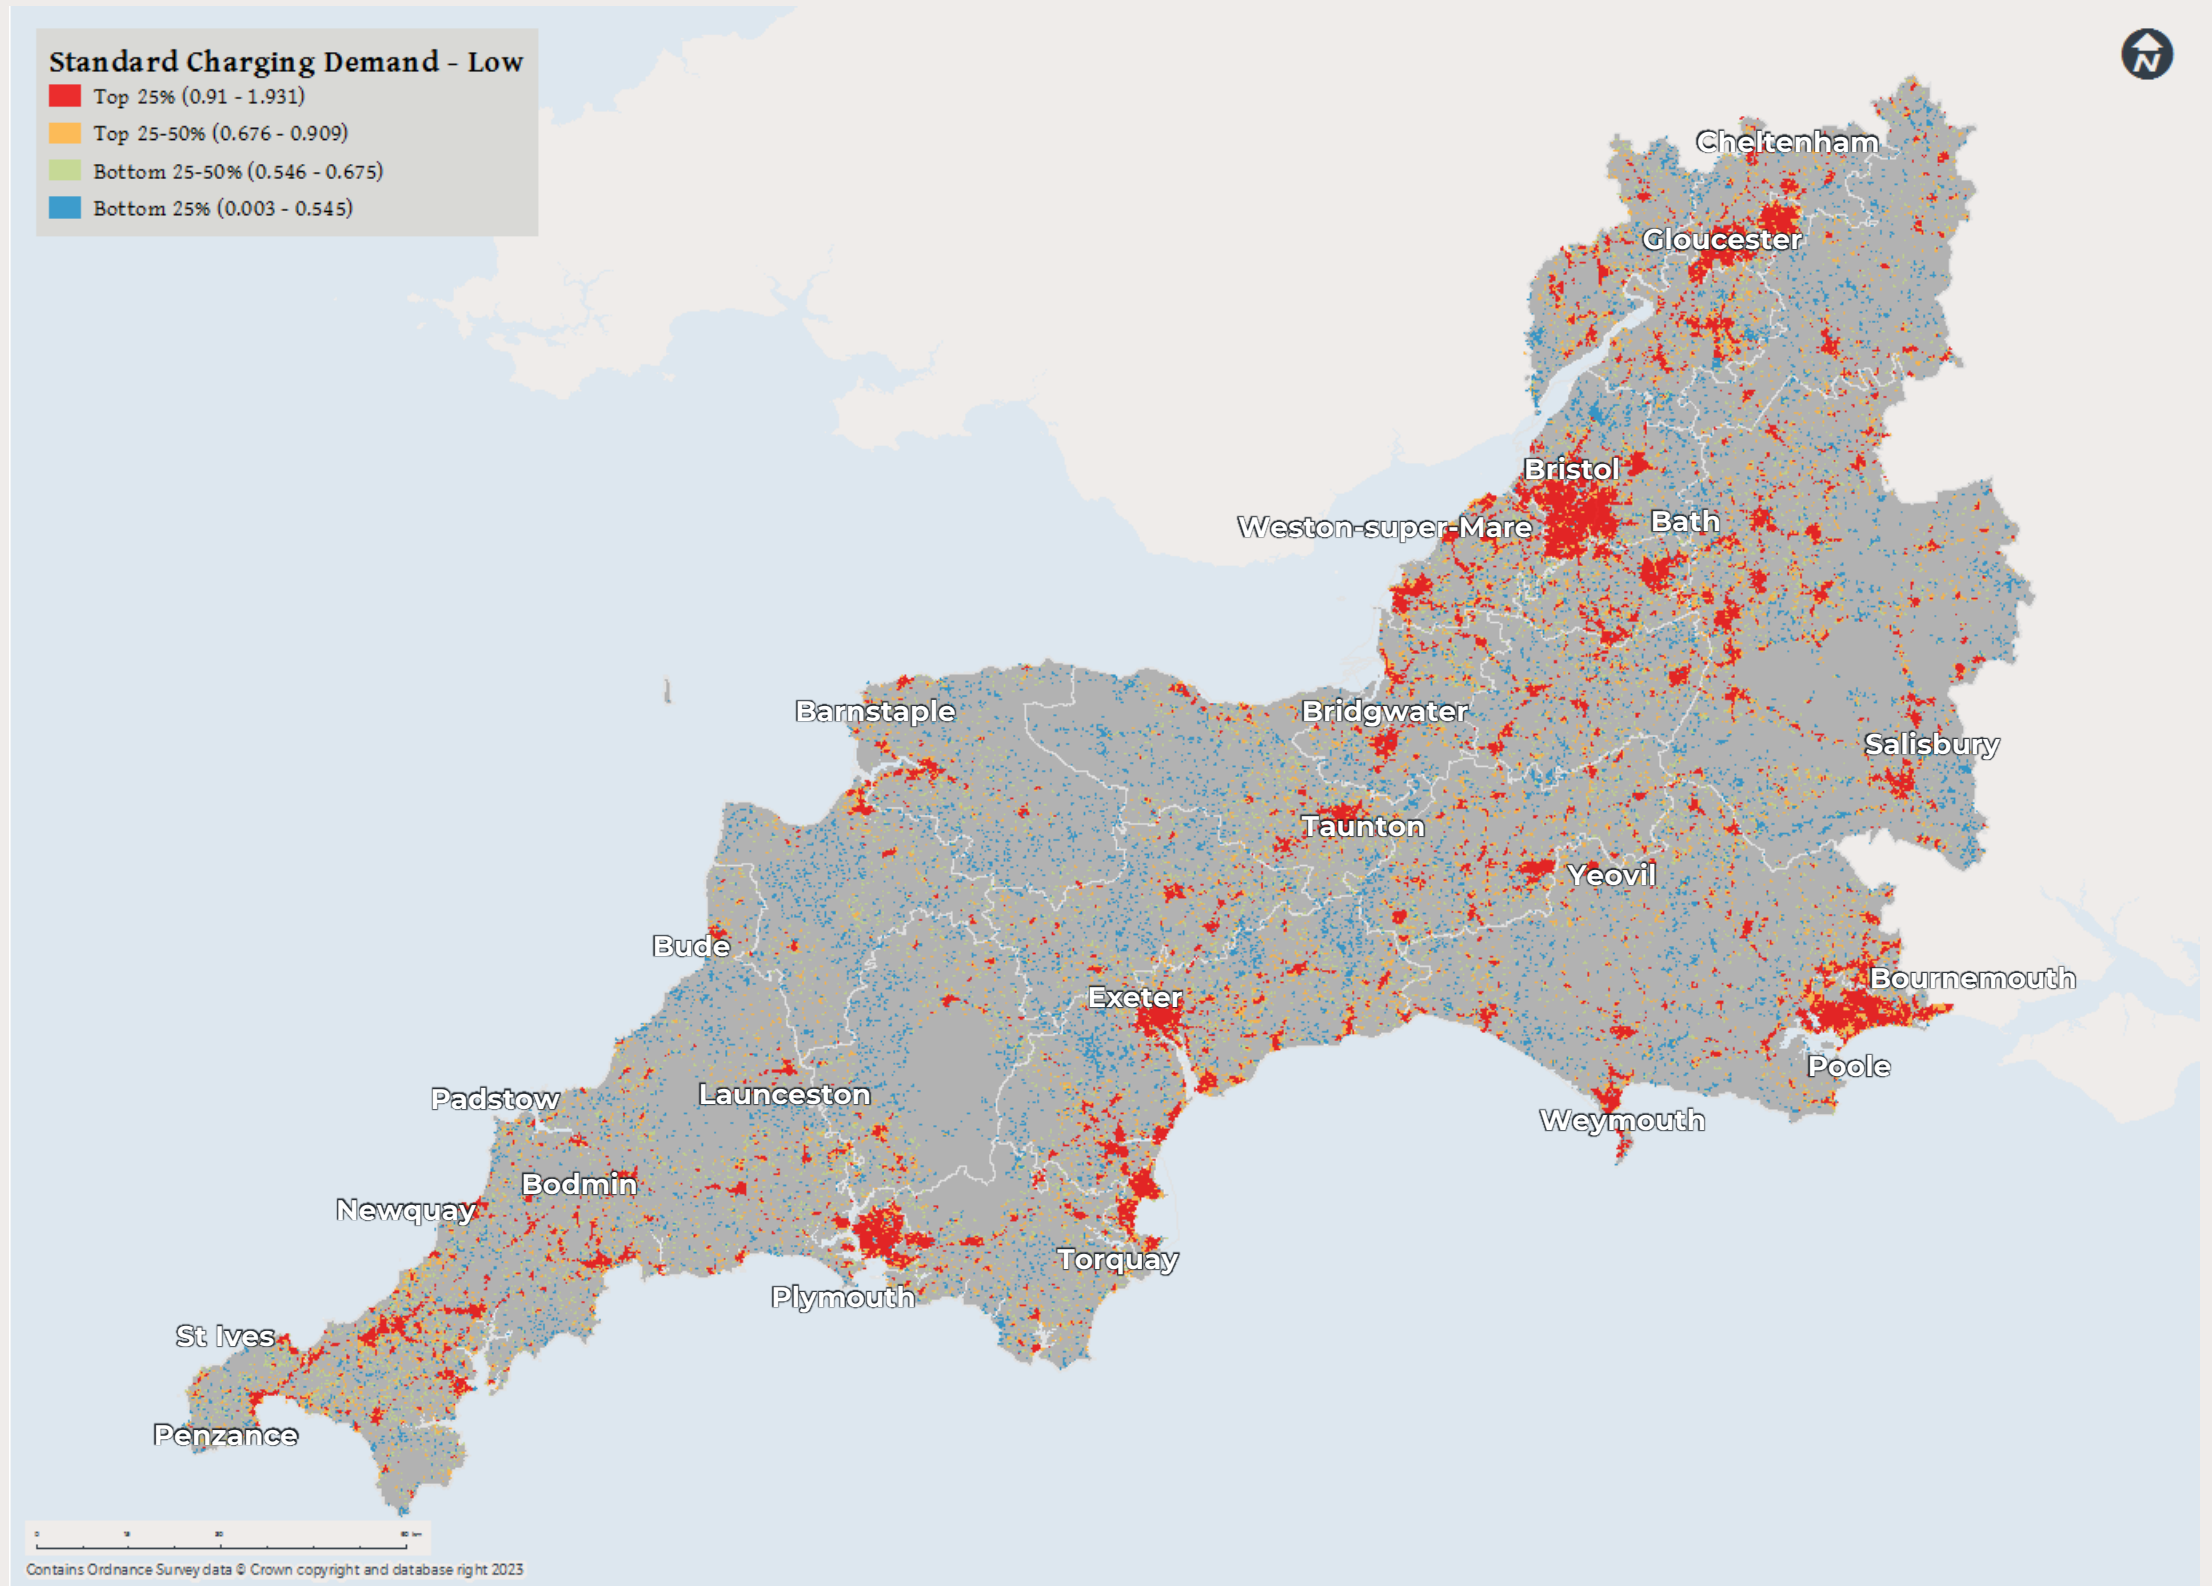 Standard Charging Demand - Low
Top 25% (0.91 - 1.931)
Top 25-50% (0.676 - 0.909)
Bottom 25-50% (0.546 - 0.675)
Bottom 25% (0.003 - 0.545)
N
Cheltenham
Gloucester
Bristol
Weston-super-Mare
Bath
Barnstaple
Bridgwater
Salisbury
Taunton
Yeovil
Bude
Bournemouth
Exeter
Poole
Launceston
Padstow
Weymouth
Bodmin
Newquay
Torquay
Plymouth
St Ives
Penzance
0
km
Contains Ordnance Survey data © Crown copyright and database right 2023